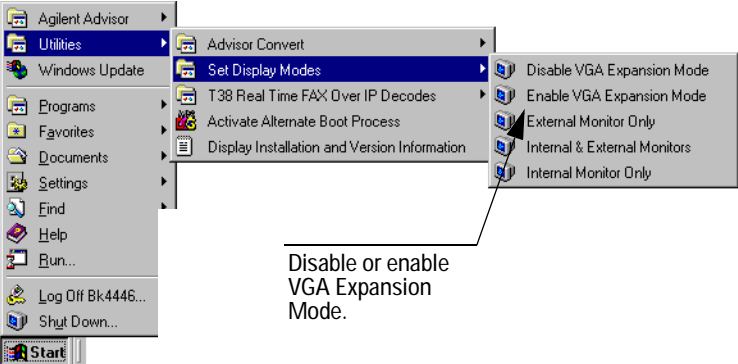 Agilent Advisor
Utilities
Windows Update
Programs
Favorites
Documents
Settings
Find
Help
Run...
Log Off Bk4446...
Shut Down...
Start
Advisor Convert
Set Display Modes
T38 Real Time FAX Over IP Decodes
Activate Alternate Boot Process
Display Installation and Version Information
Disable VGA Expansion Mode
Enable VGA Expansion Mode
External Monitor Only
Internal & External Monitors
Internal Monitor Only
Disable or enable
VGA Expansion
Mode.